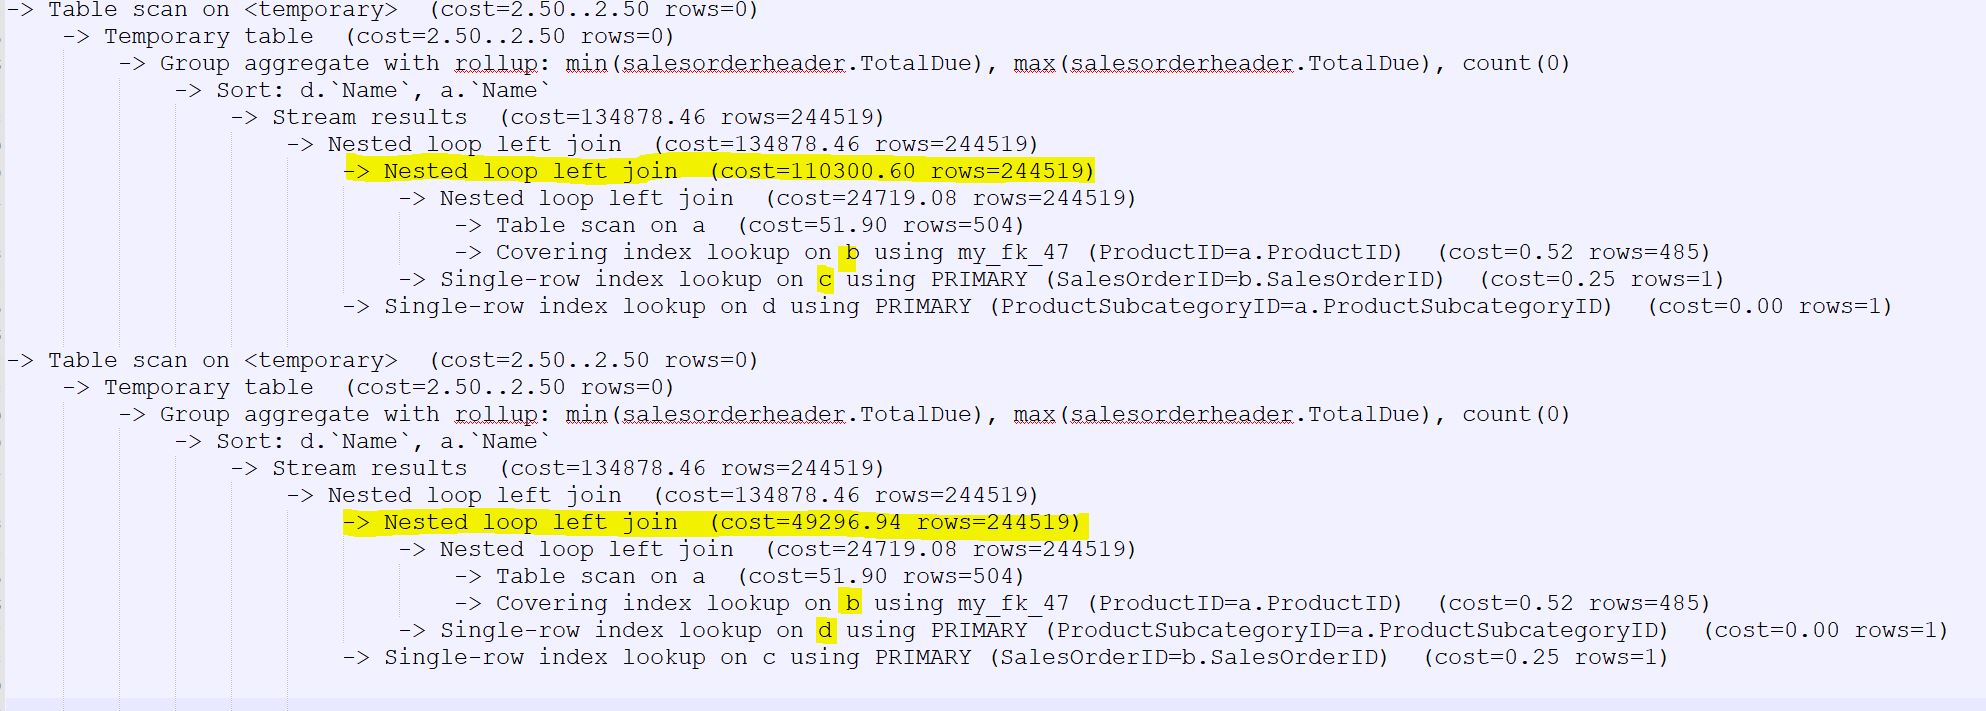 -> Table scan on <temporary>  (cost=2.50..2.50 rows=0)
    -> Temporary table  (cost=2.50..2.50 rows=0)
        -> Group aggregate with rollup: min(salesorderheader.TotalDue), max(salesorderheader.TotalDue), count(0)
            -> Sort: d.`Name`, a.`Name`
                -> Stream results  (cost=134878.46 rows=244519)
                    -> Nested loop left join  (cost=134878.46 rows=244519)
                        -> Nested loop left join  (cost=110300.60 rows=244519)
                            -> Nested loop left join  (cost=24719.08 rows=244519)
                                -> Table scan on a  (cost=51.90 rows=504)
                                -> Covering index lookup on b using my_fk_47 (ProductID=a.ProductID)  (cost=0.52 rows=485)
                            -> Single-row index lookup on c using PRIMARY (SalesOrderID=b.SalesOrderID)  (cost=0.25 rows=1)
                        -> Single-row index lookup on d using PRIMARY (ProductSubcategoryID=a.ProductSubcategoryID)  (cost=0.00 rows=1)
-> Table scan on <temporary>  (cost=2.50..2.50 rows=0)
    -> Temporary table  (cost=2.50..2.50 rows=0)
        -> Group aggregate with rollup: min(salesorderheader.TotalDue), max(salesorderheader.TotalDue), count(0)
            -> Sort: d.`Name`, a.`Name`
                -> Stream results  (cost=134878.46 rows=244519)
                    -> Nested loop left join  (cost=134878.46 rows=244519)
                        -> Nested loop left join  (cost=49296.94 rows=244519)
                            -> Nested loop left join  (cost=24719.08 rows=244519)
                                -> Table scan on a  (cost=51.90 rows=504)
                                -> Covering index lookup on b using my_fk_47 (ProductID=a.ProductID)  (cost=0.52 rows=485)
                            -> Single-row index lookup on d using PRIMARY (ProductSubcategoryID=a.ProductSubcategoryID)  (cost=0.00 rows=1)
                        -> Single-row index lookup on c using PRIMARY (SalesOrderID=b.SalesOrderID)  (cost=0.25 rows=1)